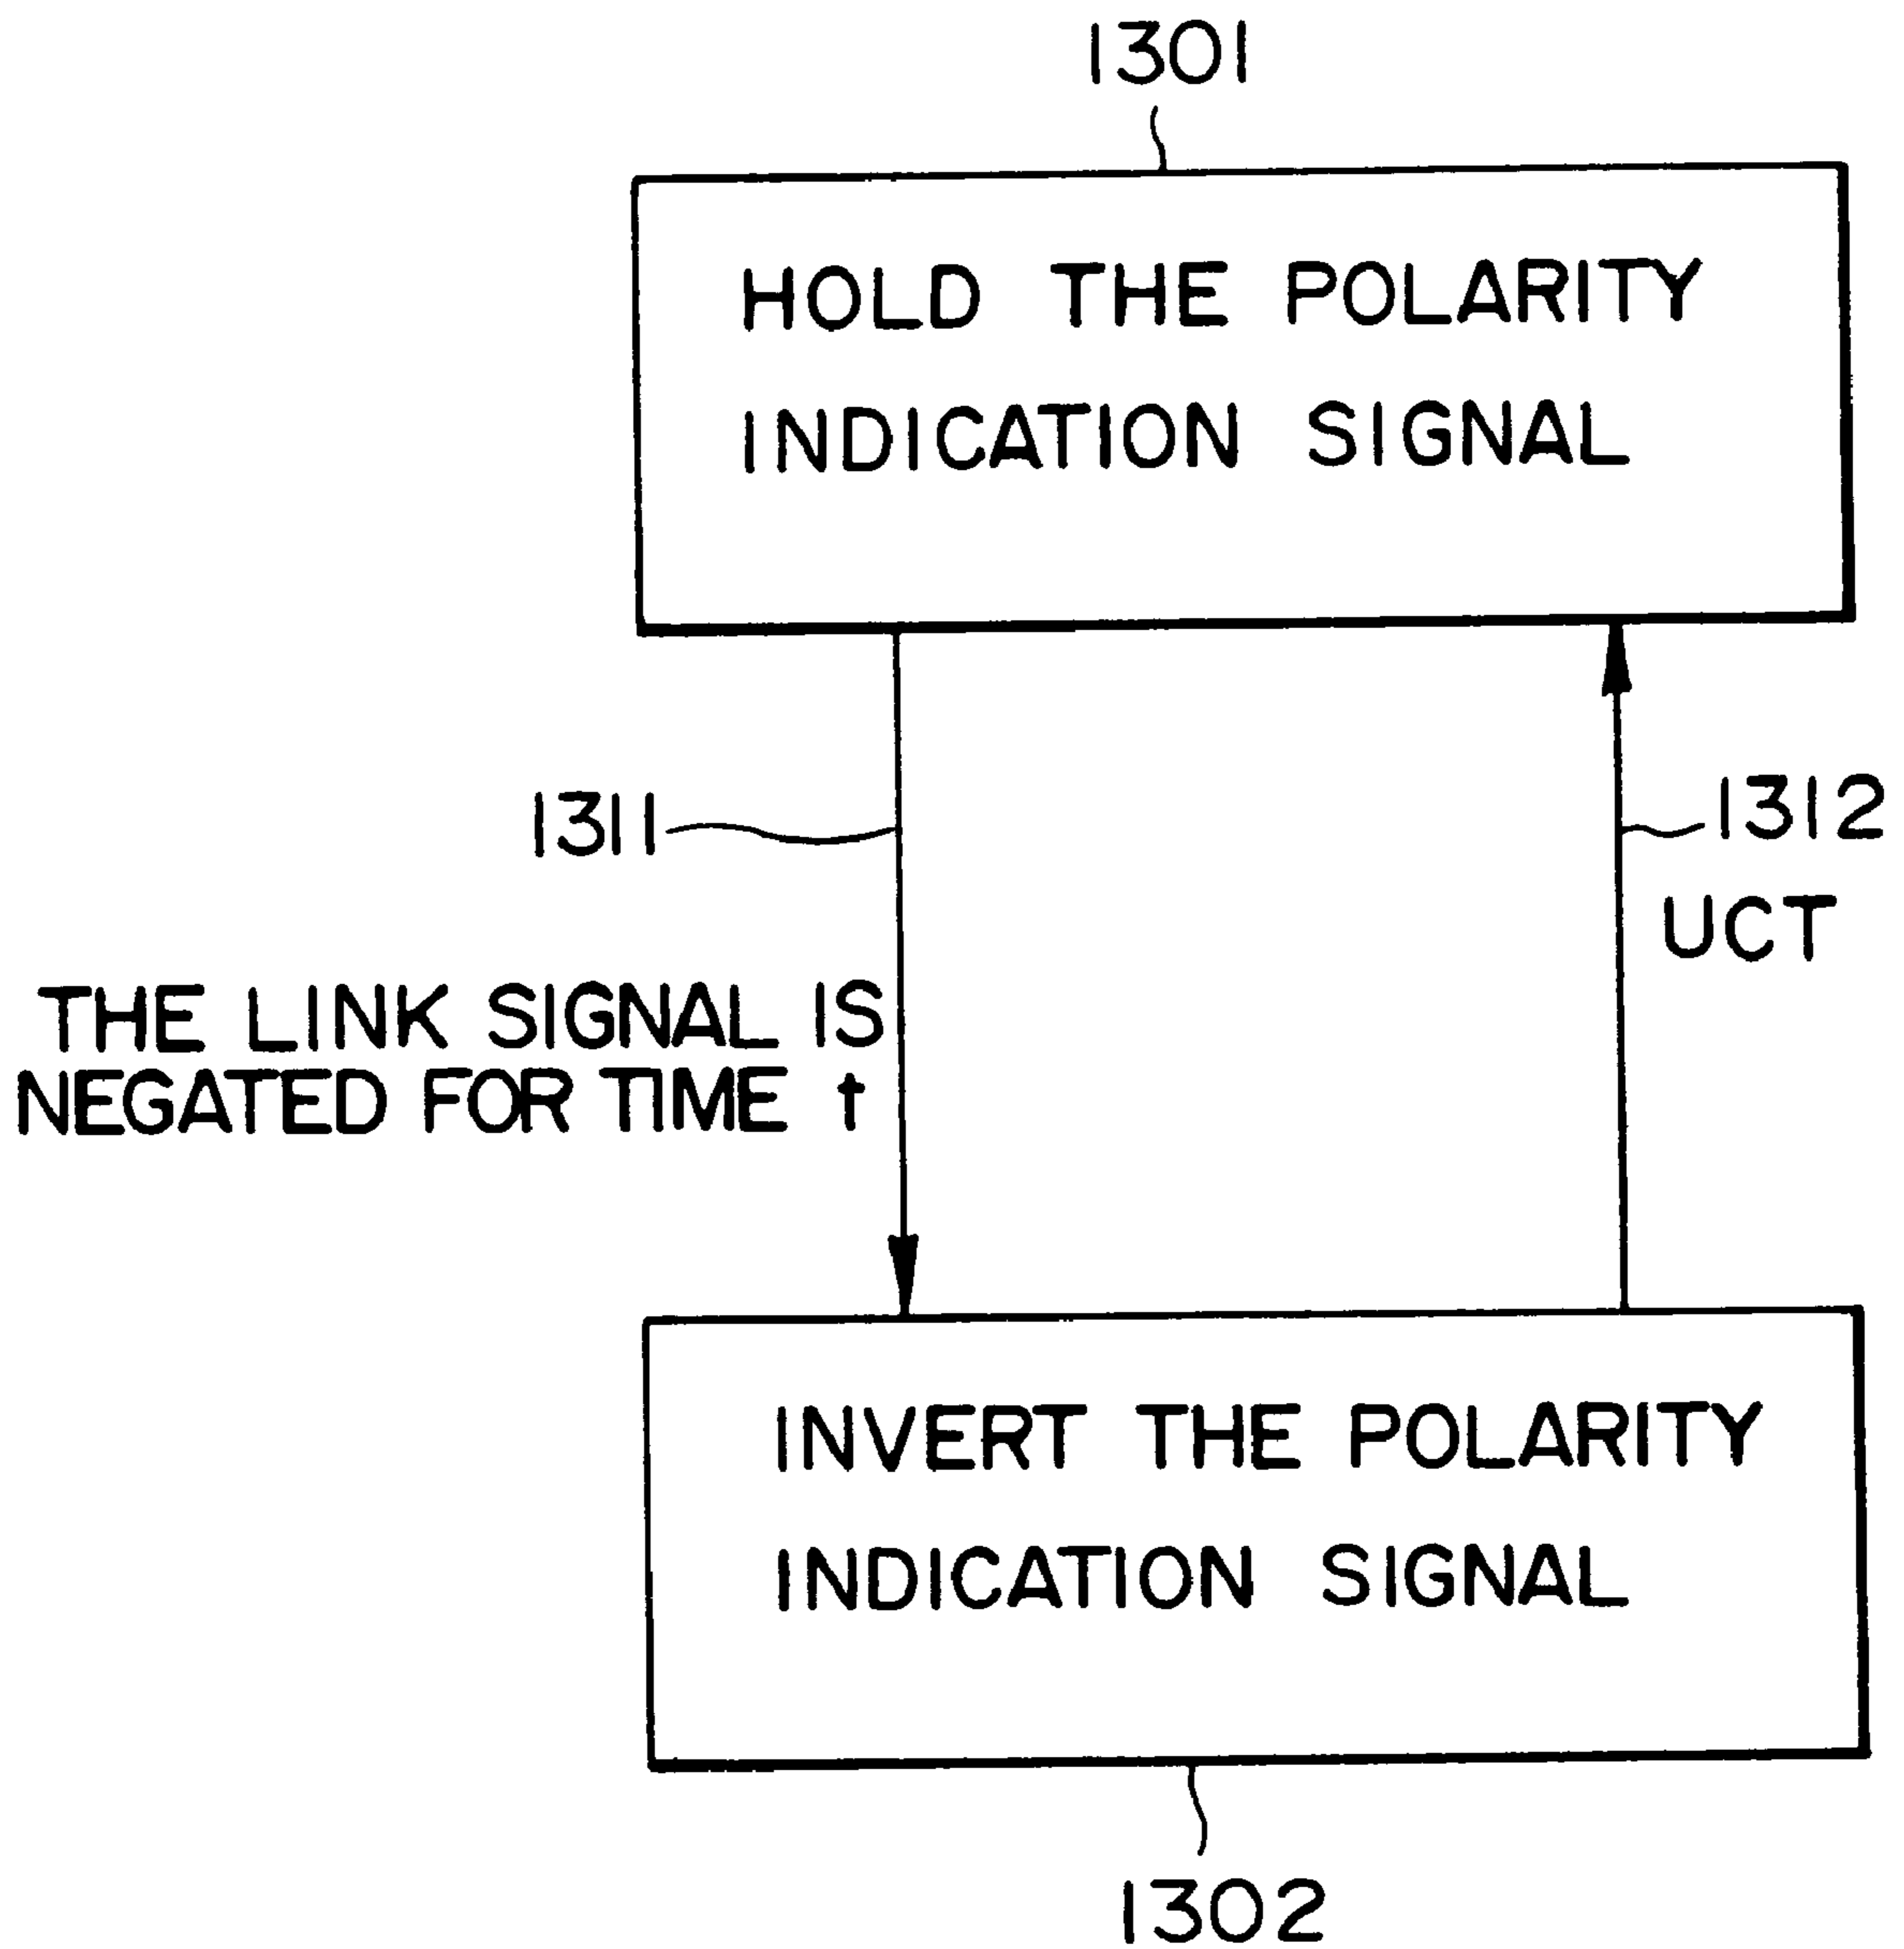 1301
HOLD THE POLARITY
INDICATION SIGNAL
1311
1312
UCT
THE LINK SIGNAL IS
NEGATED FOR TIME t
INVERT THE POLARITY
INDICATION SIGNAL
1302